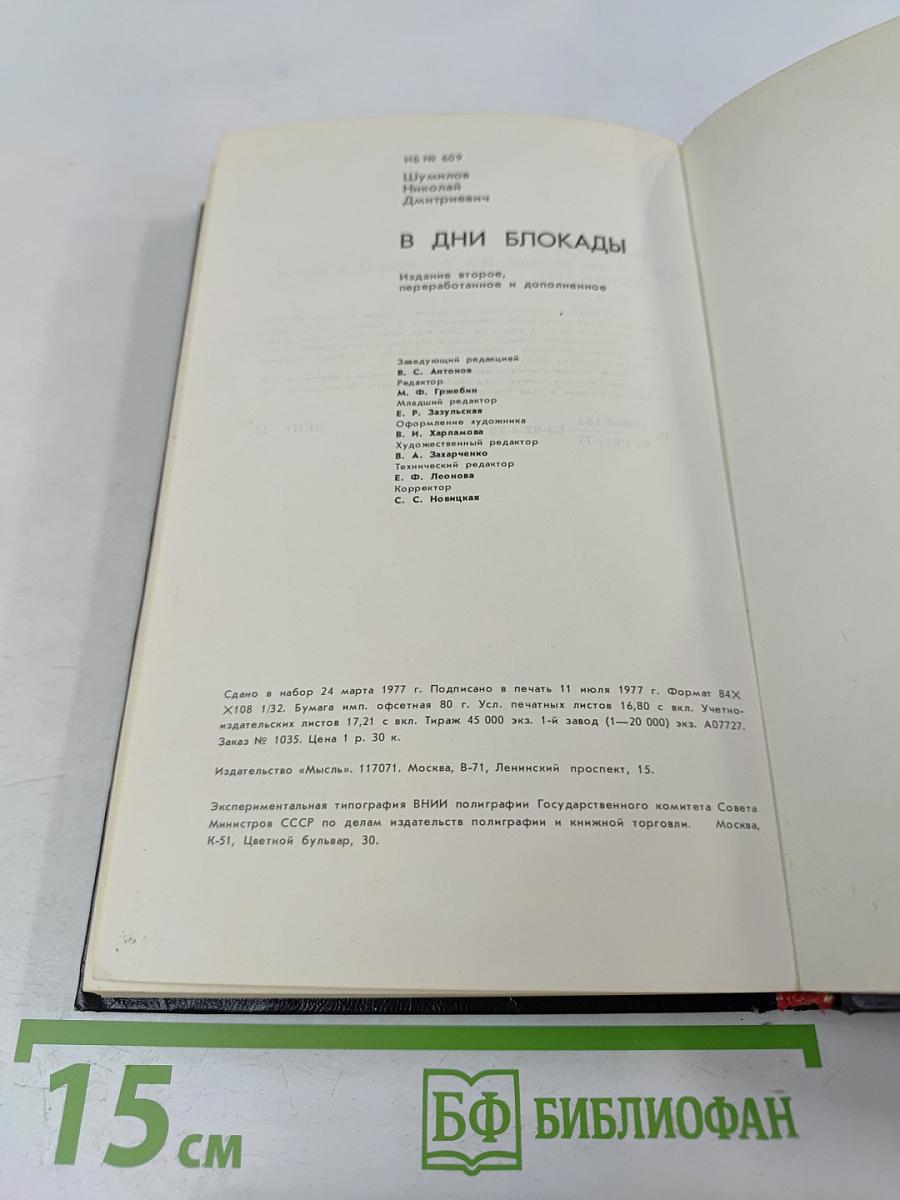 ИБ № 609
Шумилов
Николай
Дмитриевич
В ДНИ БЛОКАДЫ
Издание второе,
переработанное и дополненное
Заведующий редакцией
В. С. Антонов
Редактор
М. Ф. Гржебин
Младший редактор
Е. Р. Зазульская
Оформление художника
В. И. Харламова
Художественный редактор
В. А. Захарченко
Технический редактор
Е. Ф. Леонова
Корректор
С. С. Новицкая
Сдано в набор 24 марта 1977 г. Подписано в печать 11 июля 1977 г. Формат 84Х
Х108 1/32. Бумага имп. офсетная 80 г. Усл. печатных листов 16,80 с вкл. Учетно-
издательских листов 17,21 с вкл. Тираж 45 000 экз. 1-й завод (1—20 000) экз. А07727.
Заказ № 1035. Цена 1 р. 30 к.
Издательство «Мысль». 117071. Москва, В-71, Ленинский проспект, 15.
Экспериментальная типография ВНИИ полиграфии Государственного комитета Совета
Министров СССР по делам издательств полиграфии и книжной торговли. Москва,
К-51, Цветной бульвар, 30.
15 см
БФ БИБЛИОФАН